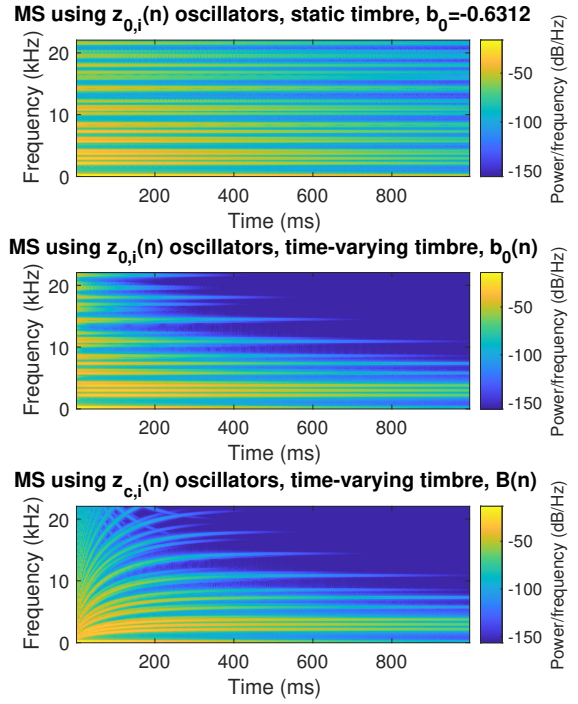 MS using z0,i(n) oscillators, static timbre, b0=-0.6312
Frequency (kHz)
20
10
0
200 400 600 800
Time (ms)
-50
-100
-150
Power/frequency (dB/Hz)
MS using z0,i(n) oscillators, time-varying timbre, b0(n)
Frequency (kHz)
20
10
0
200 400 600 800
Time (ms)
-50
-100
-150
Power/frequency (dB/Hz)
MS using zc,i(n) oscillators, time-varying timbre, B(n)
Frequency (kHz)
20
10
0
200 400 600 800
Time (ms)
-50
-100
-150
Power/frequency (dB/Hz)